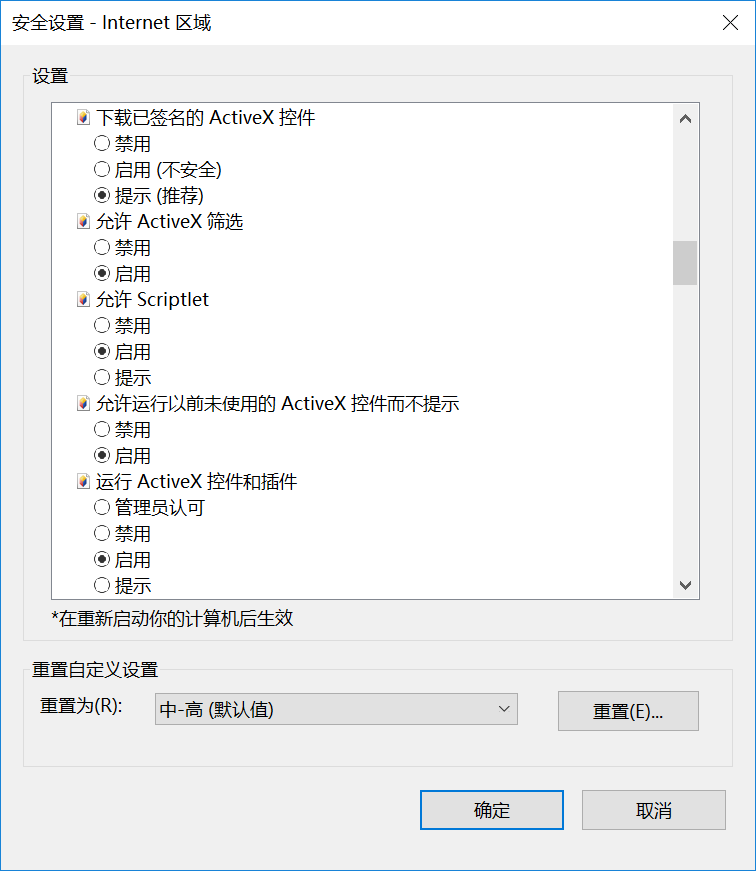 安全设置 - Internet 区域
设置
下载已签名的 ActiveX 控件
禁用
启用 (不安全)
提示 (推荐)
允许 ActiveX 筛选
禁用
启用
允许 Scriptlet
禁用
启用
提示
允许运行以前未使用的 ActiveX 控件而不提示
禁用
启用
运行 ActiveX 控件和插件
管理员认可
禁用
启用
提示
*在重新启动你的计算机后生效
重置自定义设置
重置为(R): 中-高 (默认值) 重置(E)...
确定 取消